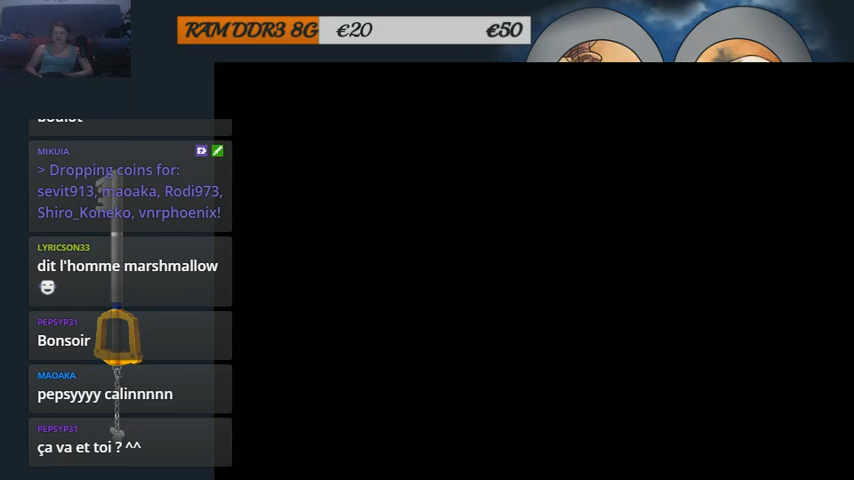 RAM DDR3 8G €20 €50
boulot
MIKUIA
> Dropping coins for:
sevit913, maoaka, Rodi973,
Shiro_Koneko, vnrphoenix!
LYRICSON33
dit l'homme marshmallow
PEPSYP31
Bonsoir
MAOAKA
pepsyyyy calinnnnn
PEPSYP31
ça va et toi ? ^^